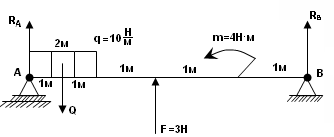 R_A
R_B
2м
q = 10 Н/м
m=4Н·м
A
1м
1м
1м
1м
1м
B
Q
F = 3Н